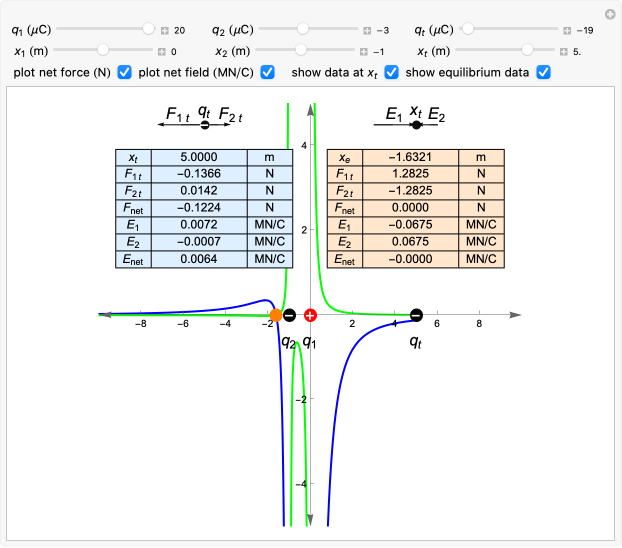 q1 (μC) 20 q2 (μC) −3 qt (μC) −19
x1 (m) 0 x2 (m) −1 xt (m) 5.
plot net force (N) plot net field (MN/C) show data at xt show equilibrium data
F1 t qt F2 t E1 xt E2
xt 5.0000 m
F1 t −0.1366 N
F2 t 0.0142 N
Fnet −0.1224 N
E1 0.0072 MN/C
E2 −0.0007 MN/C
Enet 0.0064 MN/C
xe −1.6321 m
F1 t 1.2825 N
F2 t −1.2825 N
Fnet 0.0000 N
E1 −0.0675 MN/C
E2 0.0675 MN/C
Enet −0.0000 MN/C
4
2
−8 −6 −4 −2 2 4 6 8
q2 q1 qt
−2
−4